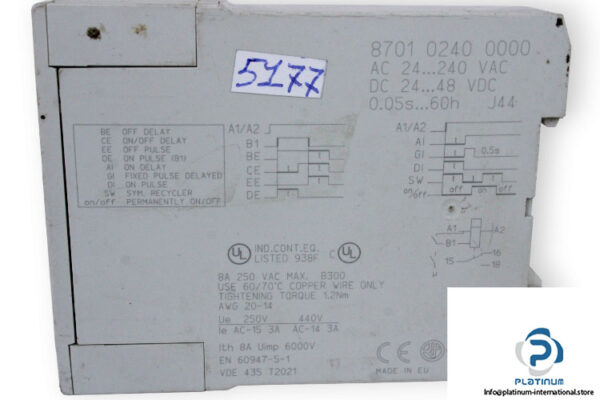 5177
8701 0240 0000
AC 24...240 VAC
DC 24...48 VDC
0.05s...60h J44
BE OFF DELAY
CE ON/OFF DELAY
EE OFF PULSE
DE ON PULSE (B1)
AI ON DELAY
GI FIXED PULSE DELAYED
DI ON PULSE
SW SYM. RECYCLER
on/off PERMANENTLY ON/OFF
A1/A2
B1
BE
CE
EE
DE
A1/A2
AI
GI 0.5s
DI
SW on off on off
on/off
A1 A2
B1
15 16
18
UL IND.CONT.EQ. C UL
LISTED 938F
8A 250 VAC MAX. B300
USE 60/70°C COPPER WIRE ONLY
TIGHTENING TORQUE 1.2Nm
AWG 20-14
Ue 250V 440V
Ie AC-15 3A AC-14 3A
Ith 8A Uimp 6000V
EN 60947-5-1
VDE 435 T2021
CE
MADE IN EU
PLATINUM
INTERNATIONAL
info@platinum-international.store